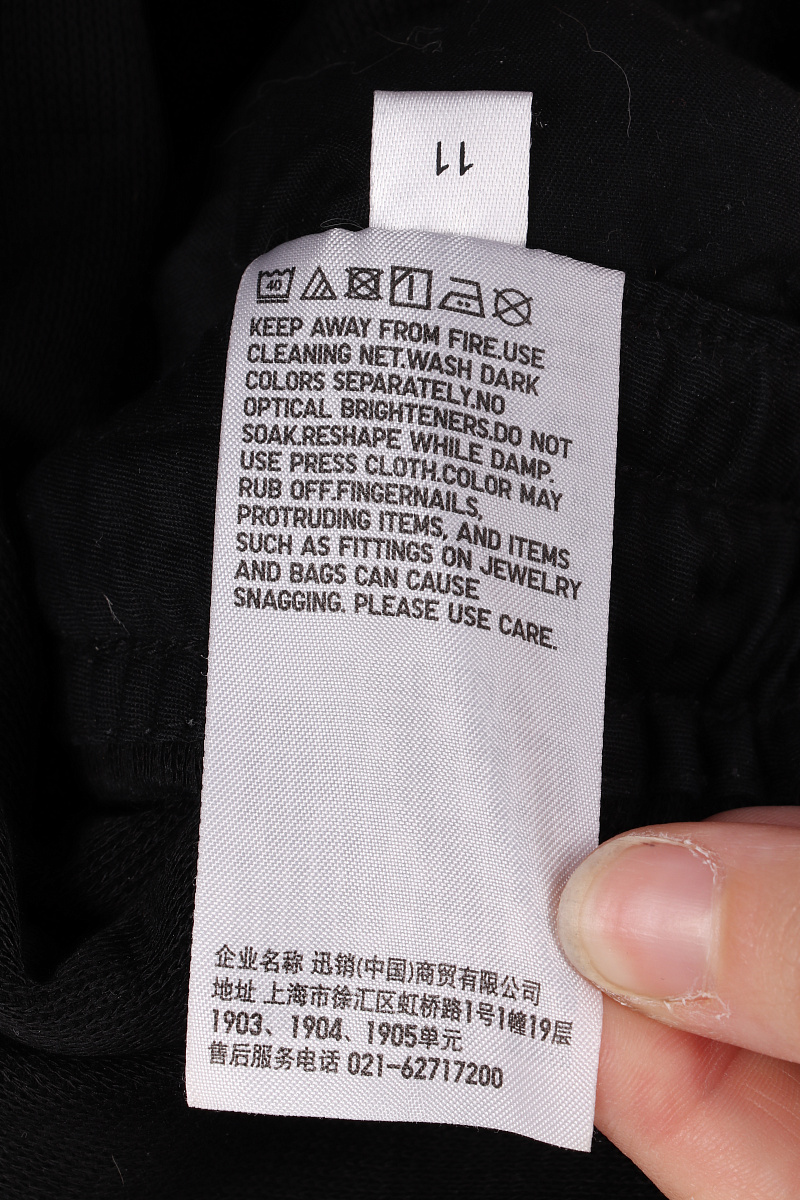 11
40
KEEP AWAY FROM FIRE.USE
CLEANING NET.WASH DARK
COLORS SEPARATELY.NO
OPTICAL BRIGHTENERS.DO NOT
SOAK.RESHAPE WHILE DAMP.
USE PRESS CLOTH.COLOR MAY
RUB OFF.FINGERNAILS,
PROTRUDING ITEMS, AND ITEMS
SUCH AS FITTINGS ON JEWELRY
AND BAGS CAN CAUSE
SNAGGING. PLEASE USE CARE.
企业名称 迅销(中国)商贸有限公司
地址 上海市徐汇区虹桥路1号1幢19层
1903、1904、1905单元
售后服务电话 021-62717200